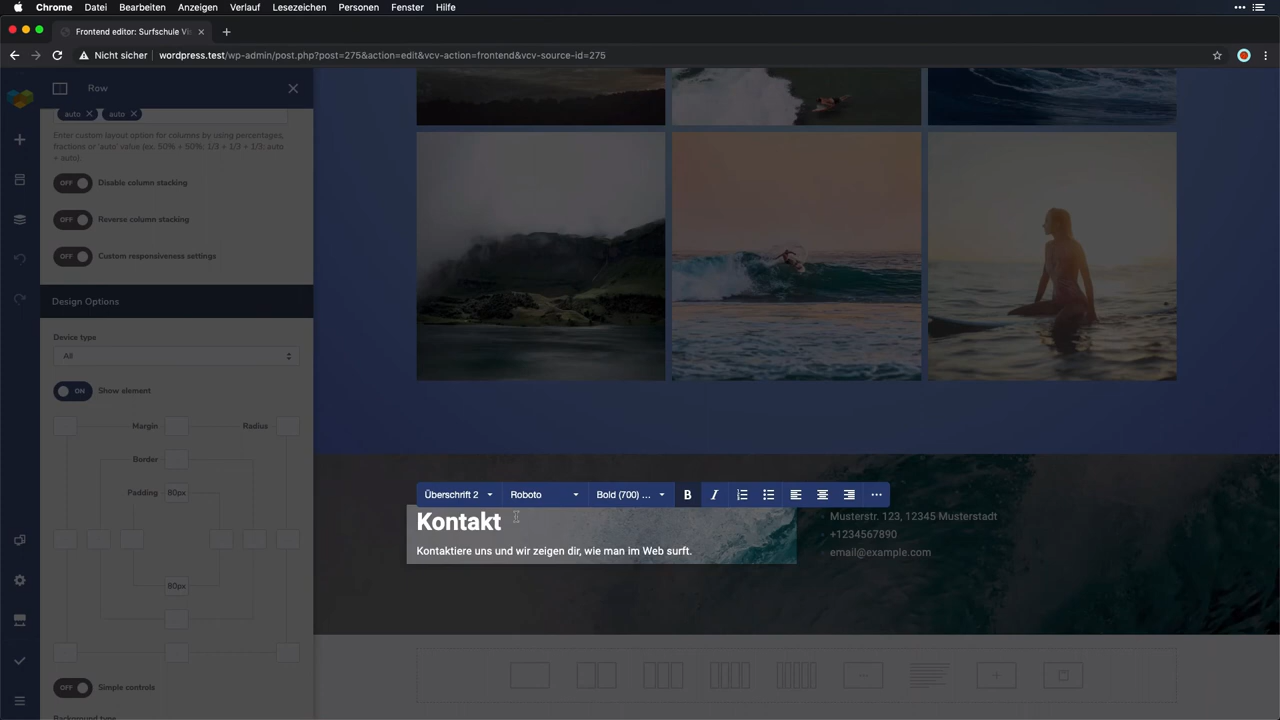 Chrome Datei Bearbeiten Anzeigen Verlauf Lesezeichen Personen Fenster Hilfe
Frontend editor: Surfschule Vi
Nicht sicher wordpress.test/wp-admin/post.php?post=275&action=edit&vcv-action=frontend&vcv-source-id=275
Row
auto auto
Enter custom layout option for columns by using percentages,
fractions or 'auto' value (ex. 50% + 50%; 1/3 + 1/3 + 1/3; auto
+ auto).
OFF Disable column stacking
OFF Reverse column stacking
OFF Custom responsiveness settings
Design Options
Device type
All
ON Show element
Margin Radius
Border
Padding 80px
80px
OFF Simple controls
Background type
Überschrift 2 Roboto Bold (700) ... B I
Kontakt
Kontaktiere uns und wir zeigen dir, wie man im Web surft.
Musterstr. 123, 12345 Musterstadt
+1234567890
email@example.com